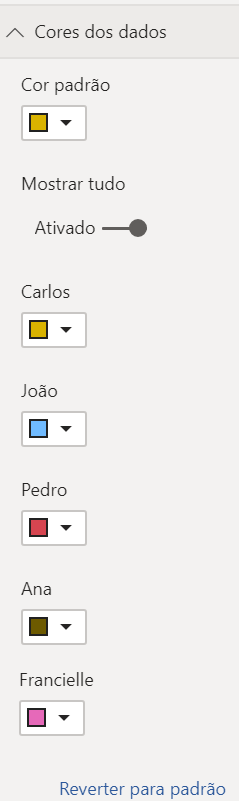 Cores dos dados
Cor padrão
Mostrar tudo
Ativado
Carlos
João
Pedro
Ana
Francielle
Reverter para padrão